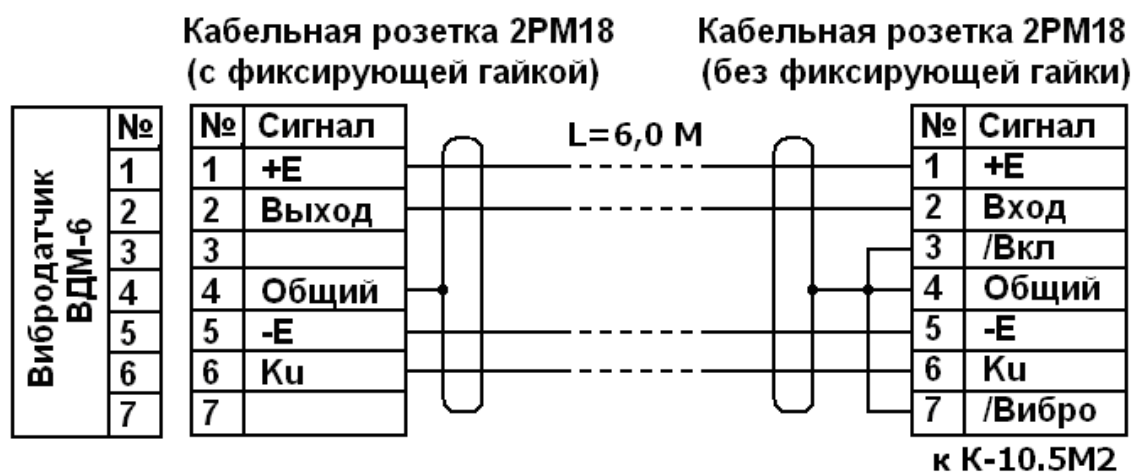 Кабельная розетка 2РМ18
(с фиксирующей гайкой)
Кабельная розетка 2РМ18
(без фиксирующей гайки)
Вибродатчик
ВДМ-6
№
1
2
3
4
5
6
7
№ Сигнал
1 +E
2 Выход
3
4 Общий
5 -E
6 Ku
7
L=6,0 М
№ Сигнал
1 +E
2 Вход
3 /Вкл
4 Общий
5 -E
6 Ku
7 /Вибро
к К-10.5М2